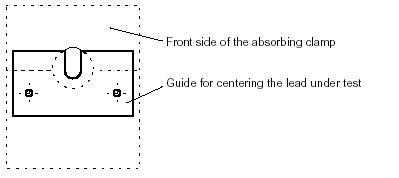 Front side of the absorbing clamp
Guide for centering the lead under test